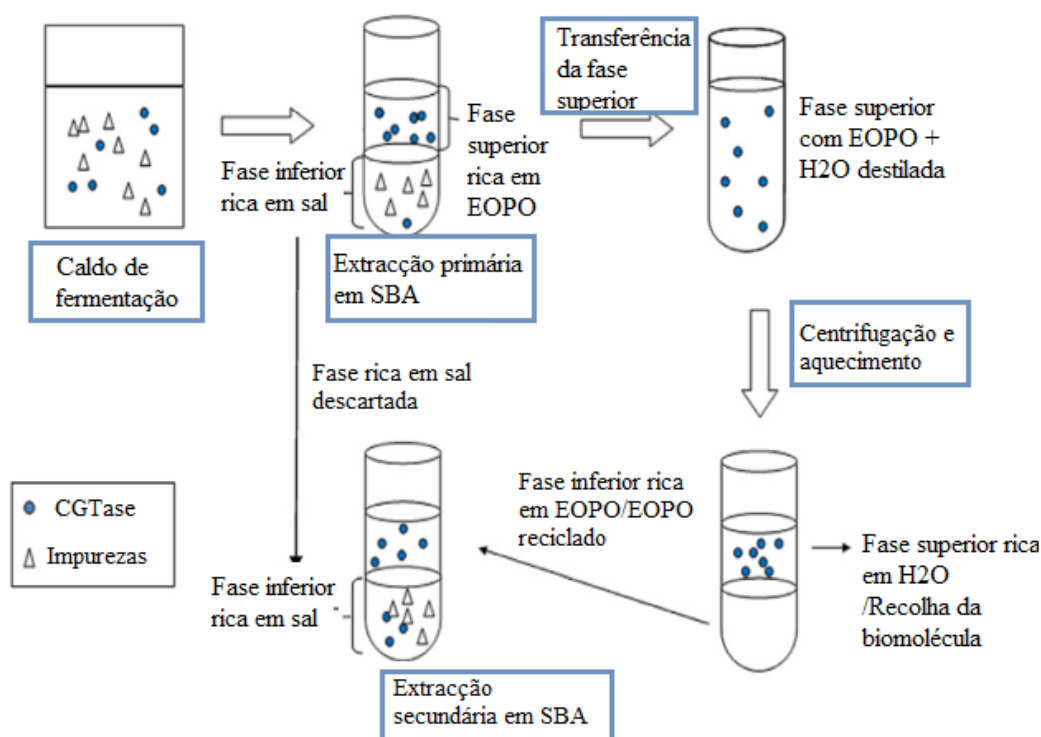 Caldo de
fermentação
Fase inferior
rica em sal
Extracção primária
em SBA
Fase
superior
rica em
EOPO
Transferência
da fase
superior
Fase superior
com EOPO +
H2O destilada
Centrifugação e
aquecimento
Fase rica em sal
descartada
CGTase
Impurezas
Fase inferior
rica em sal
Extracção
secundária em SBA
Fase inferior rica
em EOPO/EOPO
reciclado
Fase superior rica
em H2O
/Recolha da
biomolécula